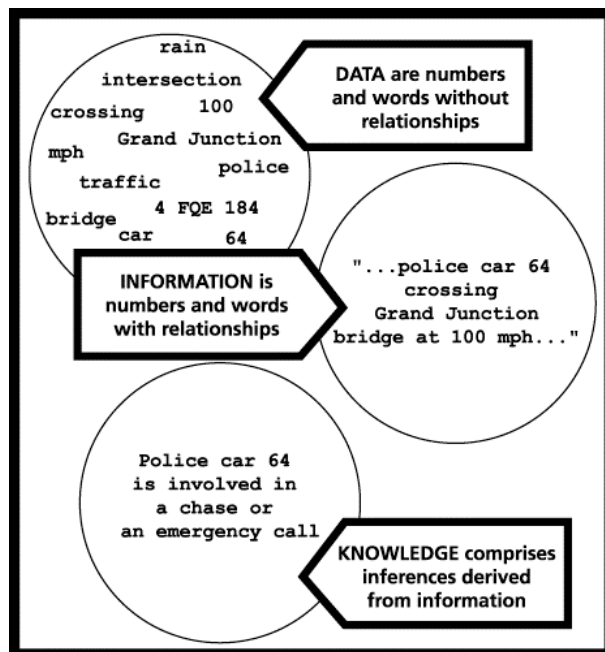 rain
intersection
crossing 100
Grand Junction
mph
police
traffic
4 FQE 184
bridge
car 64
DATA are numbers
and words without
relationships
INFORMATION is
numbers and words
with relationships
"...police car 64
crossing
Grand Junction
bridge at 100 mph..."
Police car 64
is involved in
a chase or
an emergency call
KNOWLEDGE comprises
inferences derived
from information